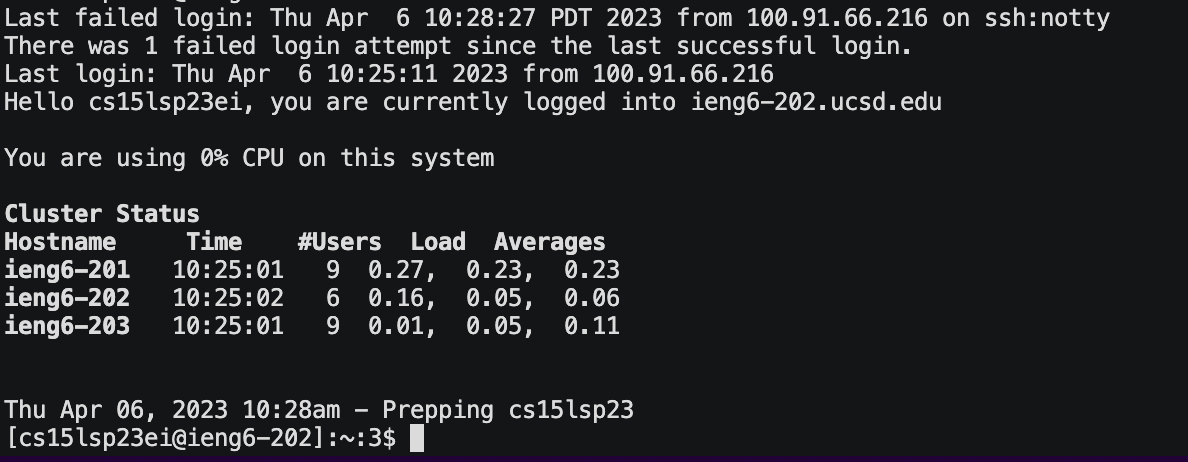 Last failed login: Thu Apr  6 10:28:27 PDT 2023 from 100.91.66.216 on ssh:notty
There was 1 failed login attempt since the last successful login.
Last login: Thu Apr  6 10:25:11 2023 from 100.91.66.216
Hello cs15lsp23ei, you are currently logged into ieng6-202.ucsd.edu
You are using 0% CPU on this system
Cluster Status
Hostname     Time    #Users  Load  Averages
ieng6-201   10:25:01   9  0.27,  0.23,  0.23
ieng6-202   10:25:02   6  0.16,  0.05,  0.06
ieng6-203   10:25:01   9  0.01,  0.05,  0.11
Thu Apr 06, 2023 10:28am - Prepping cs15lsp23
[cs15lsp23ei@ieng6-202]:~:3$